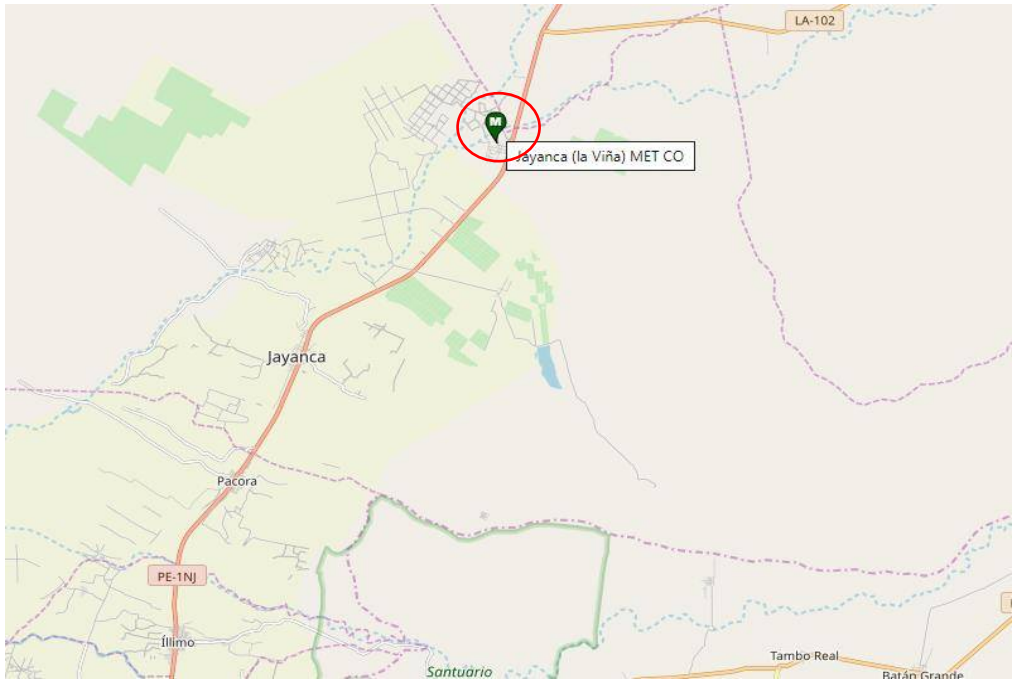 LA-102
M
Jayanca (la Viña) MET CO
Jayanca
Pacora
PE-1NJ
Íllimo
Santuario
Tambo Real
Batán Grande